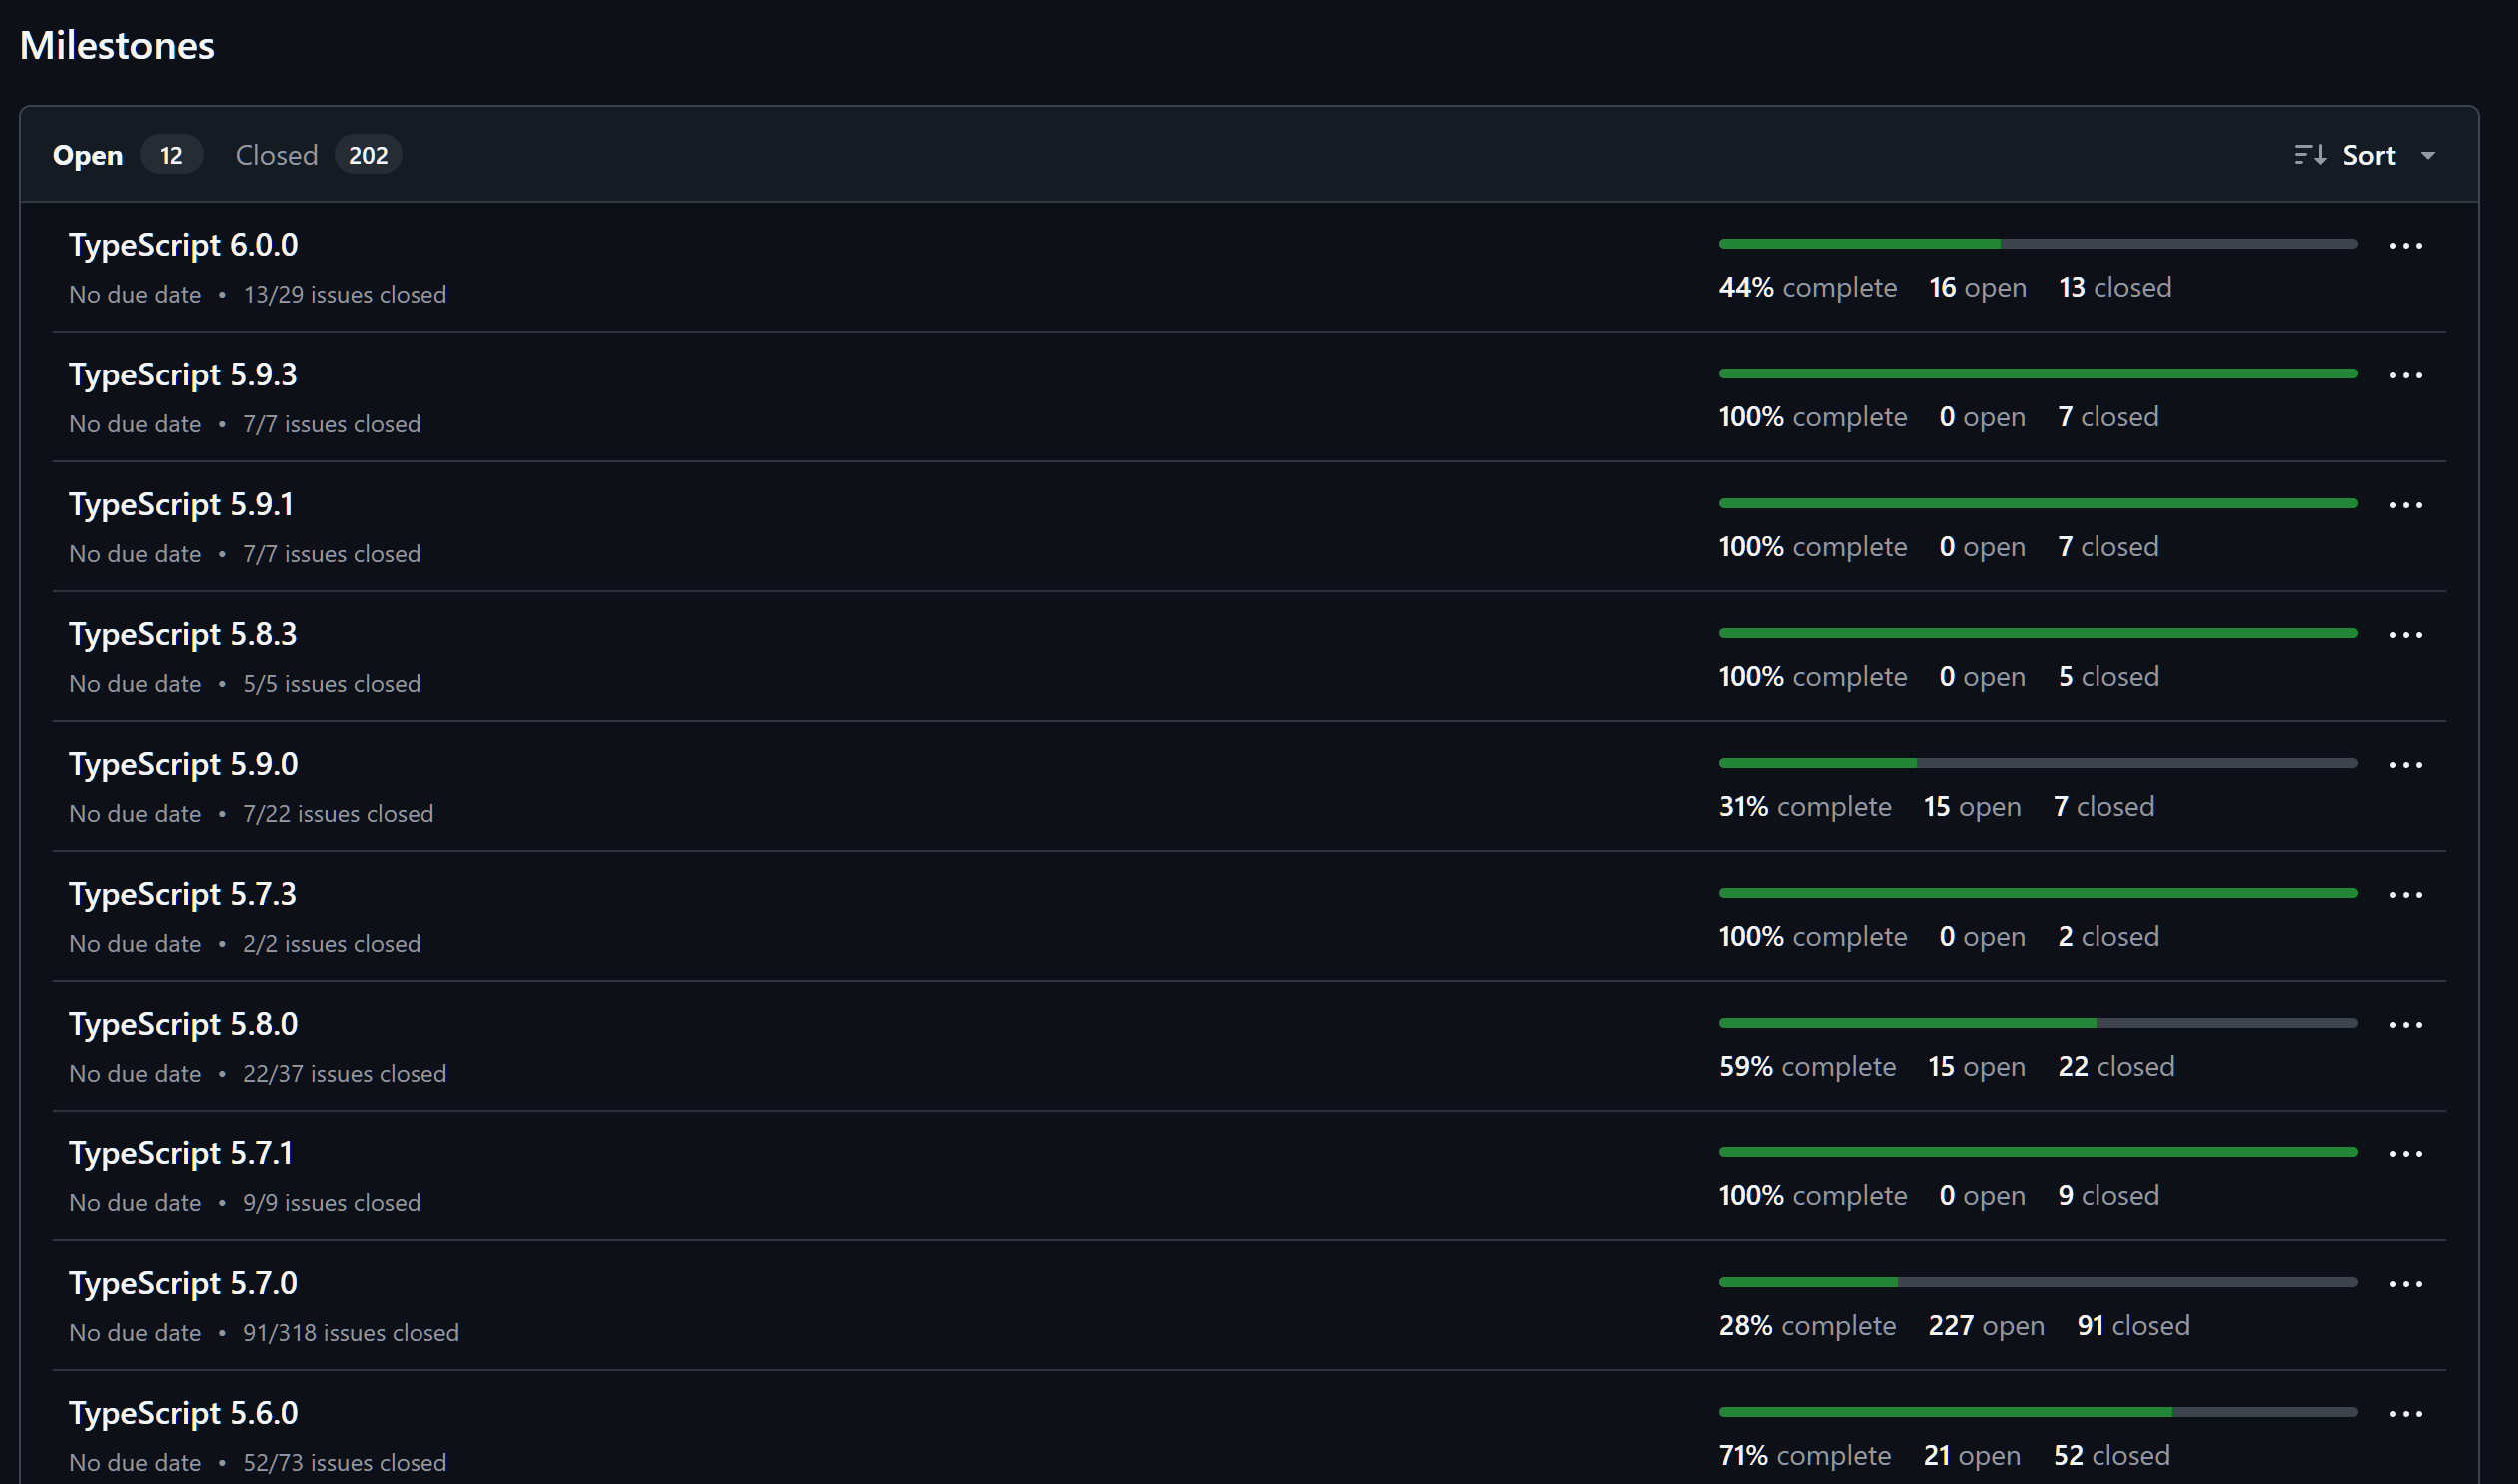 Milestones
Open 12 Closed 202 Sort
TypeScript 6.0.0
No due date • 13/29 issues closed
44% complete 16 open 13 closed
TypeScript 5.9.3
No due date • 7/7 issues closed
100% complete 0 open 7 closed
TypeScript 5.9.1
No due date • 7/7 issues closed
100% complete 0 open 7 closed
TypeScript 5.8.3
No due date • 5/5 issues closed
100% complete 0 open 5 closed
TypeScript 5.9.0
No due date • 7/22 issues closed
31% complete 15 open 7 closed
TypeScript 5.7.3
No due date • 2/2 issues closed
100% complete 0 open 2 closed
TypeScript 5.8.0
No due date • 22/37 issues closed
59% complete 15 open 22 closed
TypeScript 5.7.1
No due date • 9/9 issues closed
100% complete 0 open 9 closed
TypeScript 5.7.0
No due date • 91/318 issues closed
28% complete 227 open 91 closed
TypeScript 5.6.0
No due date • 52/73 issues closed
71% complete 21 open 52 closed